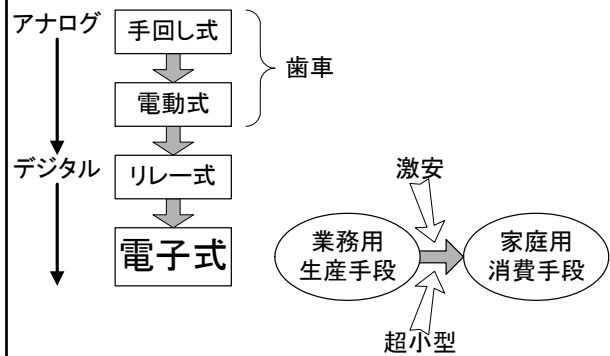 アナログ
手回し式
歯車
電動式
デジタル
リレー式
電子式
激安
業務用
生産手段
家庭用
消費手段
超小型